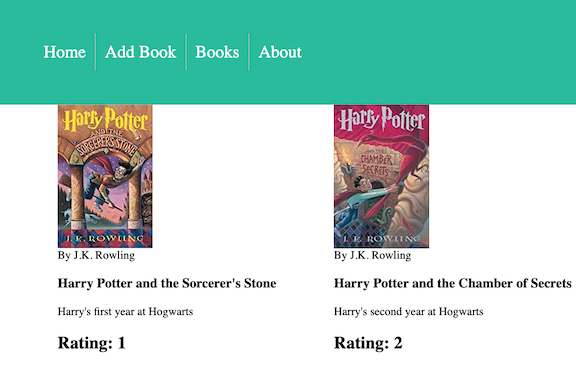 Home Add Book Books About
Harry Potter
AND THE
SORCERER'S STONE
J. K. ROWLING
By J.K. Rowling
Harry Potter and the Sorcerer's Stone
Harry's first year at Hogwarts
Rating: 1
Harry Potter
AND THE
CHAMBER OF
SECRETS
J. K. ROWLING
By J.K. Rowling
Harry Potter and the Chamber of Secrets
Harry's second year at Hogwarts
Rating: 2